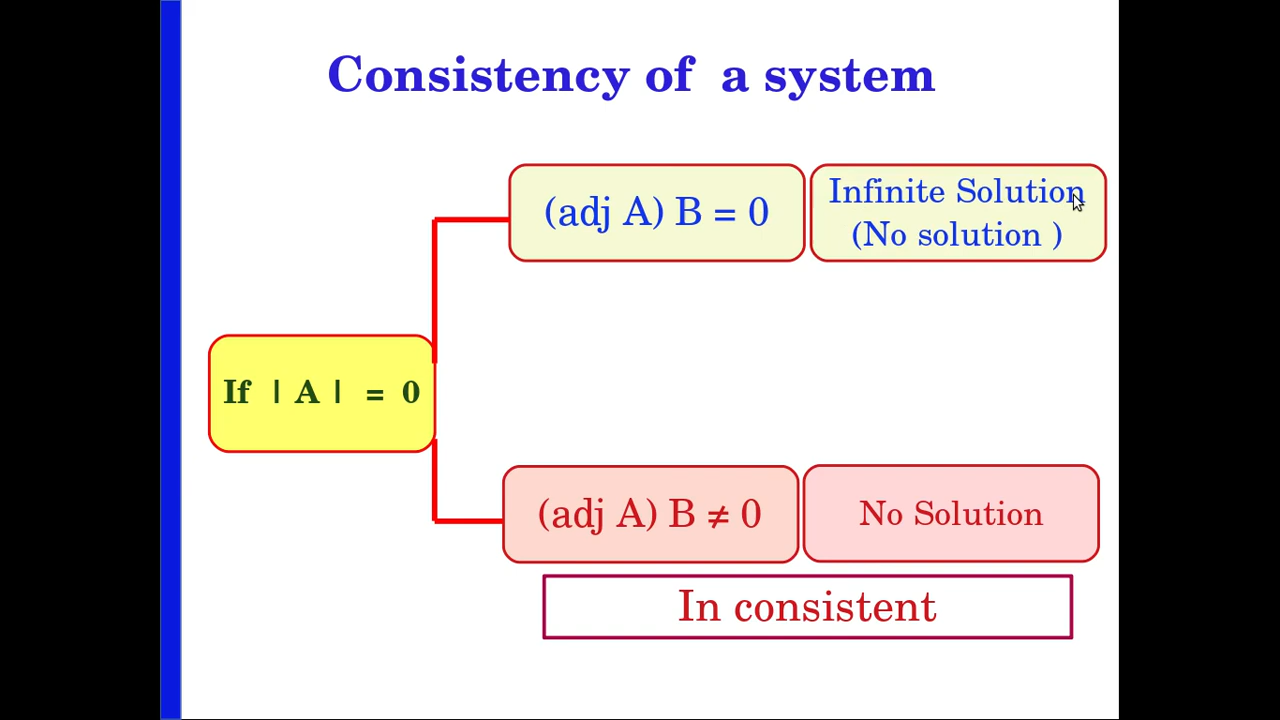 Consistency of a system
(adj A) B = 0
Infinite Solution
(No solution )
If | A | = 0
(adj A) B ≠ 0
No Solution
In consistent